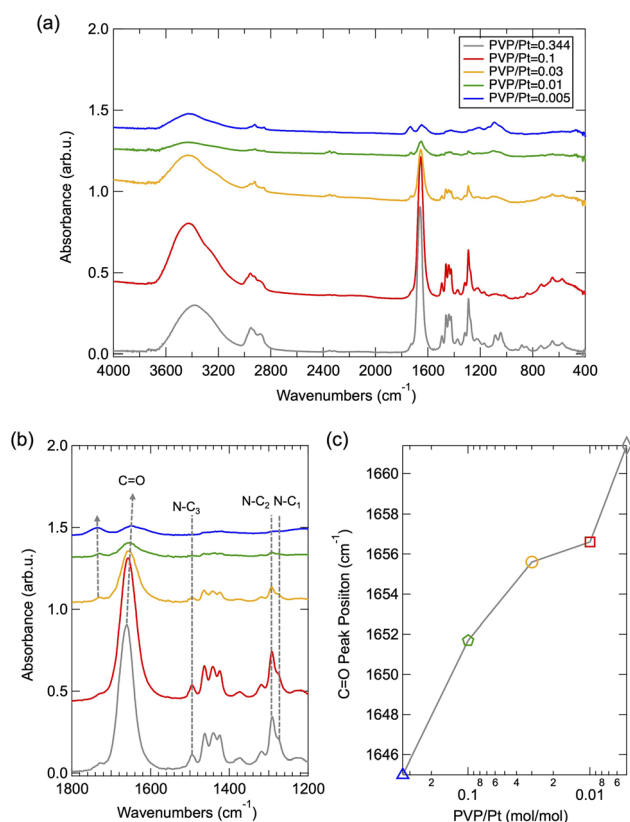 (a)
2.0
1.5
1.0
0.5
0.0
Absorbance (arb.u.)
PVP/Pt=0.344
PVP/Pt=0.1
PVP/Pt=0.03
PVP/Pt=0.01
PVP/Pt=0.005
4000 3600 3200 2800 2400 2000 1600 1200 800 400
Wavenumbers (cm-1)
(b)
2.0
1.5
1.0
0.5
0.0
Absorbance (arb.u.)
C=O
N-C3
N-C2
N-C1
1800 1600 1400 1200
Wavenumbers (cm-1)
(c)
1660
1658
1656
1652
1648
1646
C=O Peak Posiiton (cm-1)
2 0.1 8 6 4 2 0.01 8 6
PVP/Pt (mol/mol)